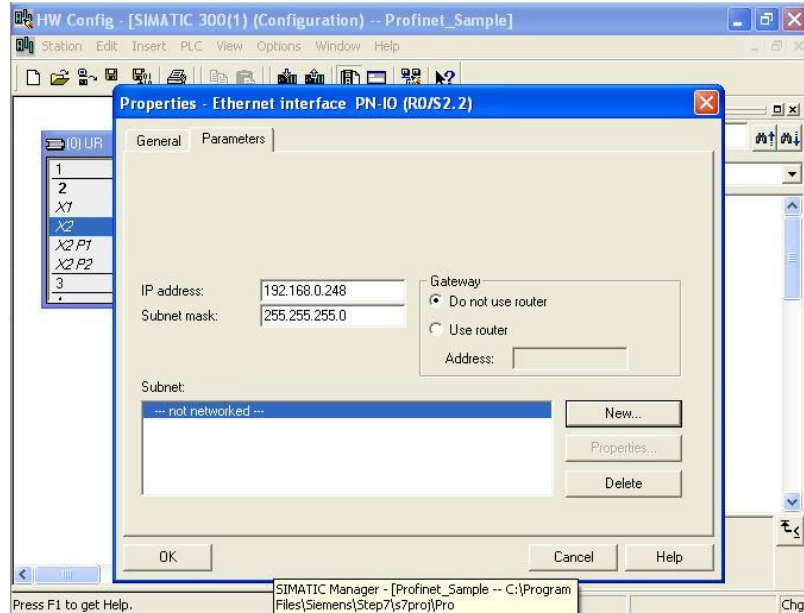 HW Config - [SIMATIC 300(1) (Configuration) -- Profinet_Sample]
Station Edit Insert PLC View Options Window Help
Properties - Ethernet interface PN-IO (R0/S2.2)
General Parameters
(0) UR
1
2
X1
X2
X2 P1
X2 P2
3
IP address: 192.168.0.248
Subnet mask: 255.255.255.0
Gateway
Do not use router
Use router
Address:
Subnet:
--- not networked ---
New...
Properties...
Delete
OK Cancel Help
SIMATIC Manager - [Profinet_Sample -- C:\Program
Files\Siemens\Step7\s7proj\Pro
Press F1 to get Help. Chg